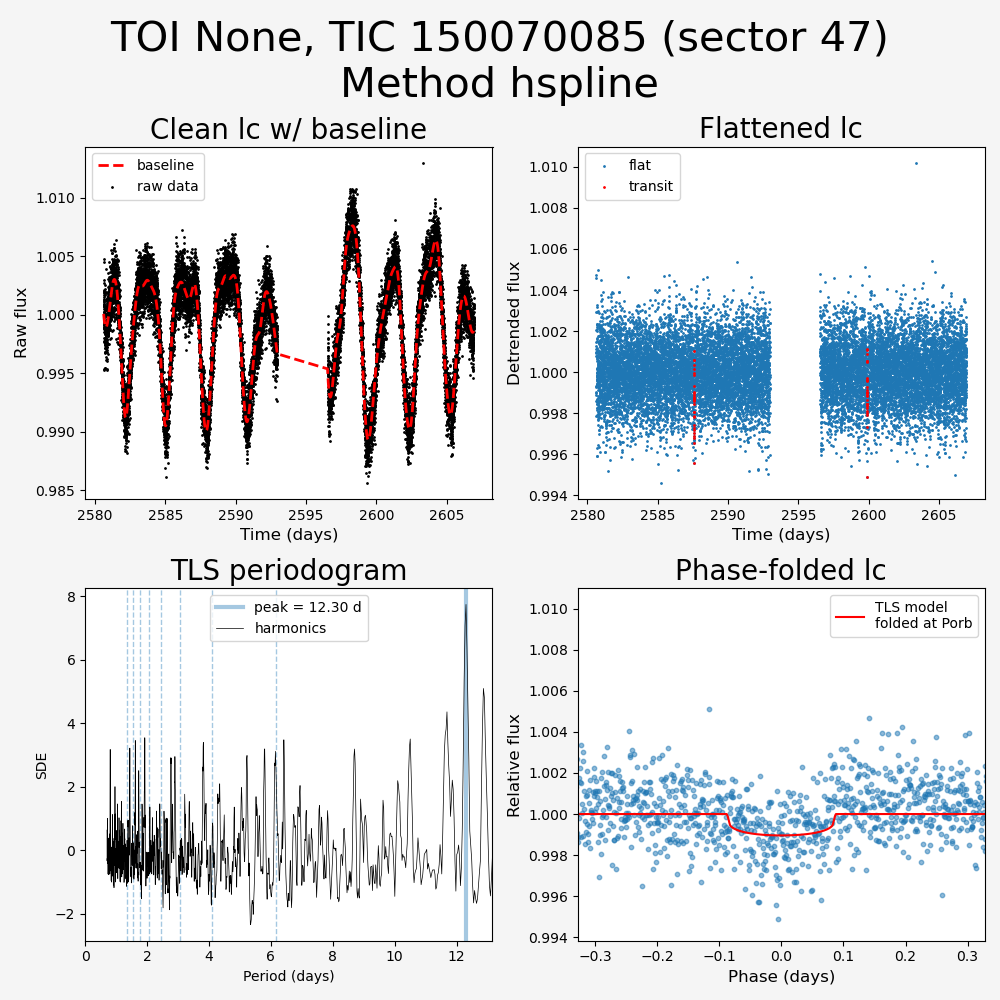 TOI None, TIC 150070085 (sector 47)
Method hspline
Clean lc w/ baseline
Flattened lc
baseline
raw data
flat
transit
Raw flux
1.010
1.005
1.000
0.995
0.990
0.985
2580
2585
2590
2595
2600
2605
Time (days)
Detrended flux
1.010
1.008
1.006
1.004
1.002
1.000
0.998
0.996
0.994
2580
2585
2590
2595
2600
2605
Time (days)
TLS periodogram
Phase-folded lc
peak = 12.30 d
harmonics
TLS model
folded at Porb
SDE
8
6
4
2
0
−2
0
2
4
6
8
10
12
Period (days)
Relative flux
1.010
1.008
1.006
1.004
1.002
1.000
0.998
0.996
0.994
−0.3
−0.2
−0.1
0.0
0.1
0.2
0.3
Phase (days)